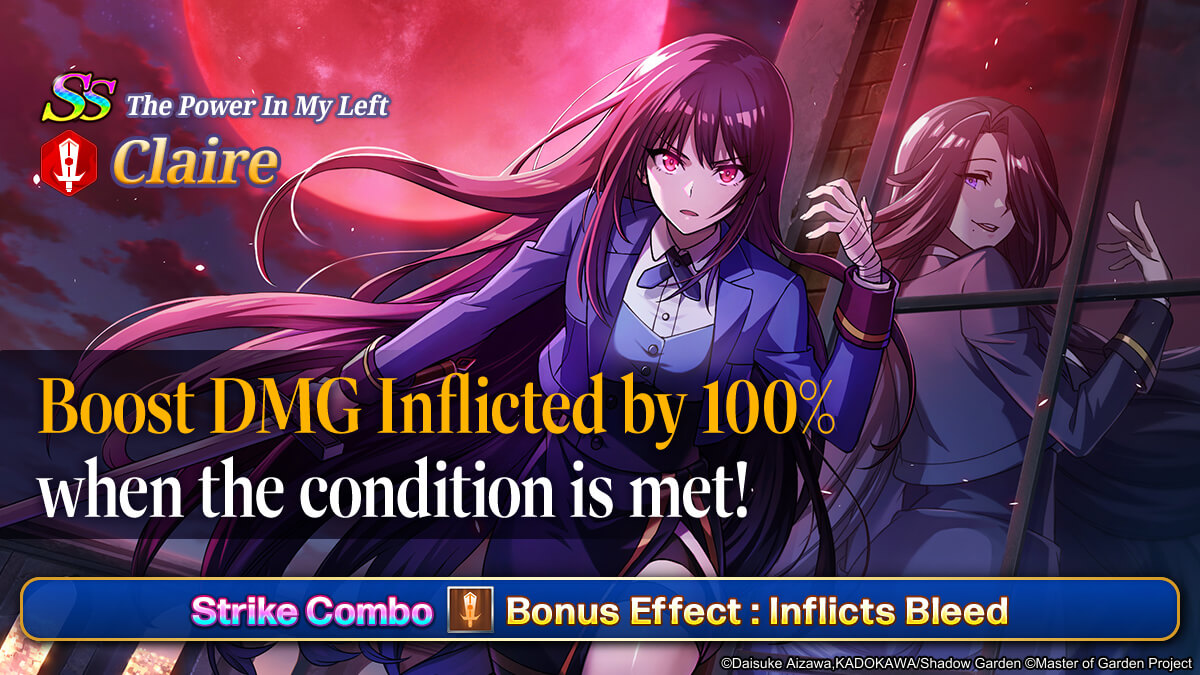 SS The Power In My Left
Claire
Boost DMG Inflicted by 100%
when the condition is met!
Strike Combo Bonus Effect : Inflicts Bleed
©Daisuke Aizawa,KADOKAWA/Shadow Garden ©Master of Garden Project